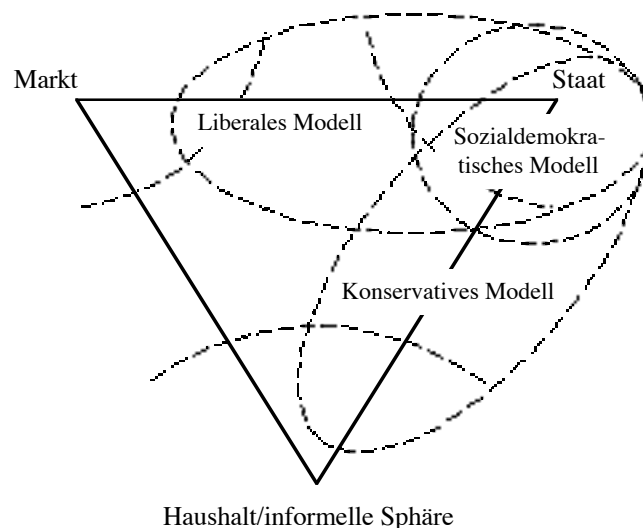 Markt
Staat
Liberales Modell
Sozialdemokra-
tisches Modell
Konservatives Modell
Haushalt/informelle Sphäre